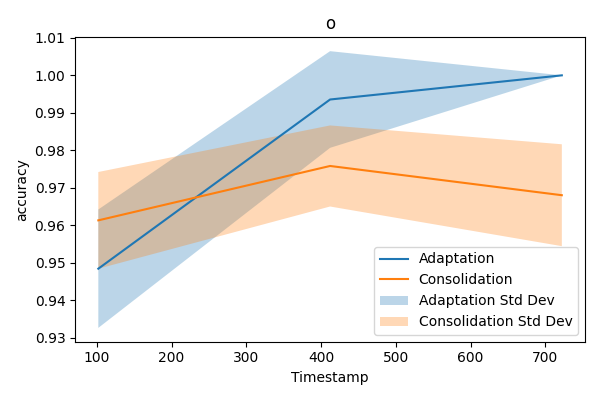 o
1.01
1.00
0.99
0.98
0.97
0.96
0.95
0.94
0.93
accuracy
100 200 300 400 500 600 700
Timestamp
Adaptation
Consolidation
Adaptation Std Dev
Consolidation Std Dev